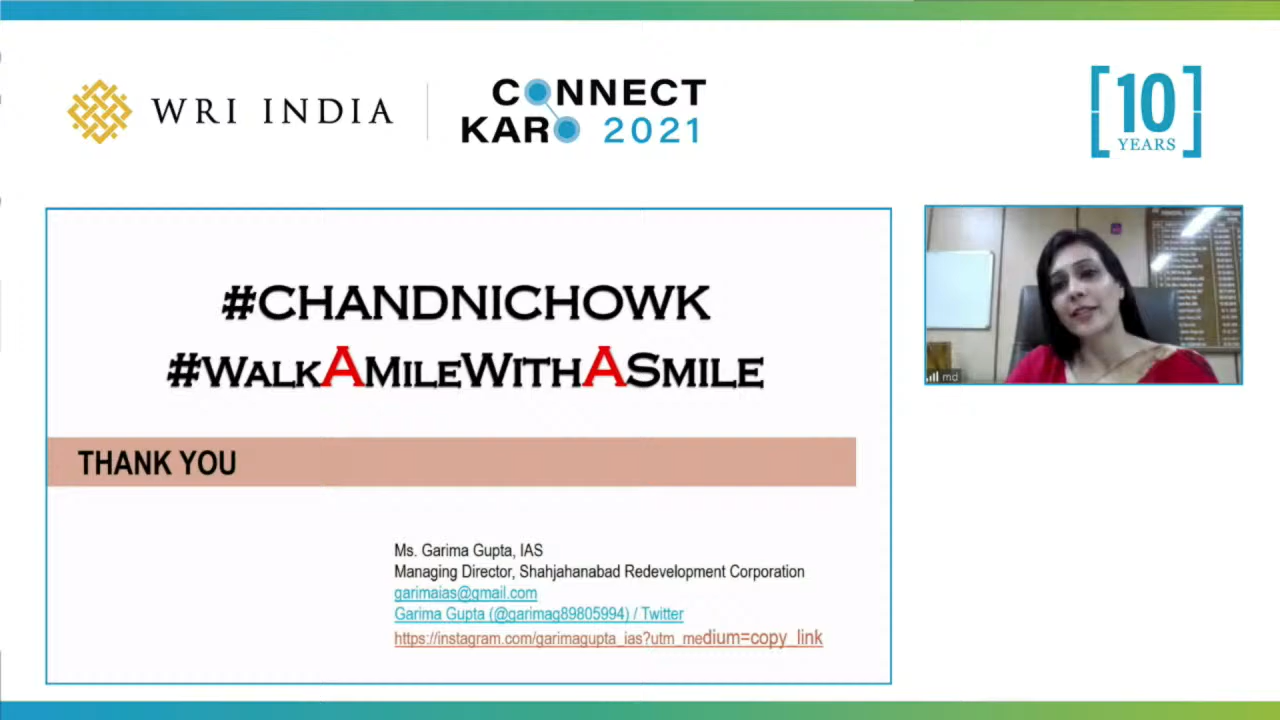 WRI INDIA
CONNECT
KARO 2021
10
YEARS
#CHANDNICHOWK
#WALKAMILEWITHASMILE
THANK YOU
Ms. Garima Gupta, IAS
Managing Director, Shahjahanabad Redevelopment Corporation
garimaias@gmail.com
Garima Gupta (@garimag89805994) / Twitter
https://instagram.com/garimagupta_ias?utm_medium=copy_link
md